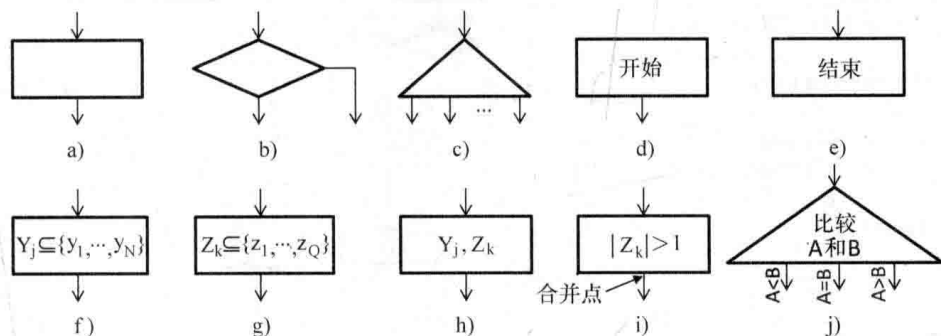 开始
结束
...
a)
b)
c)
d)
e)
Y_j⊆{y_1,···,y_N}
Z_k⊆{z_1,···,z_Q}
Y_j, Z_k
|Z_k|>1
合并点
比较
A和B
A<B
A=B
A>B
f)
g)
h)
i)
j)